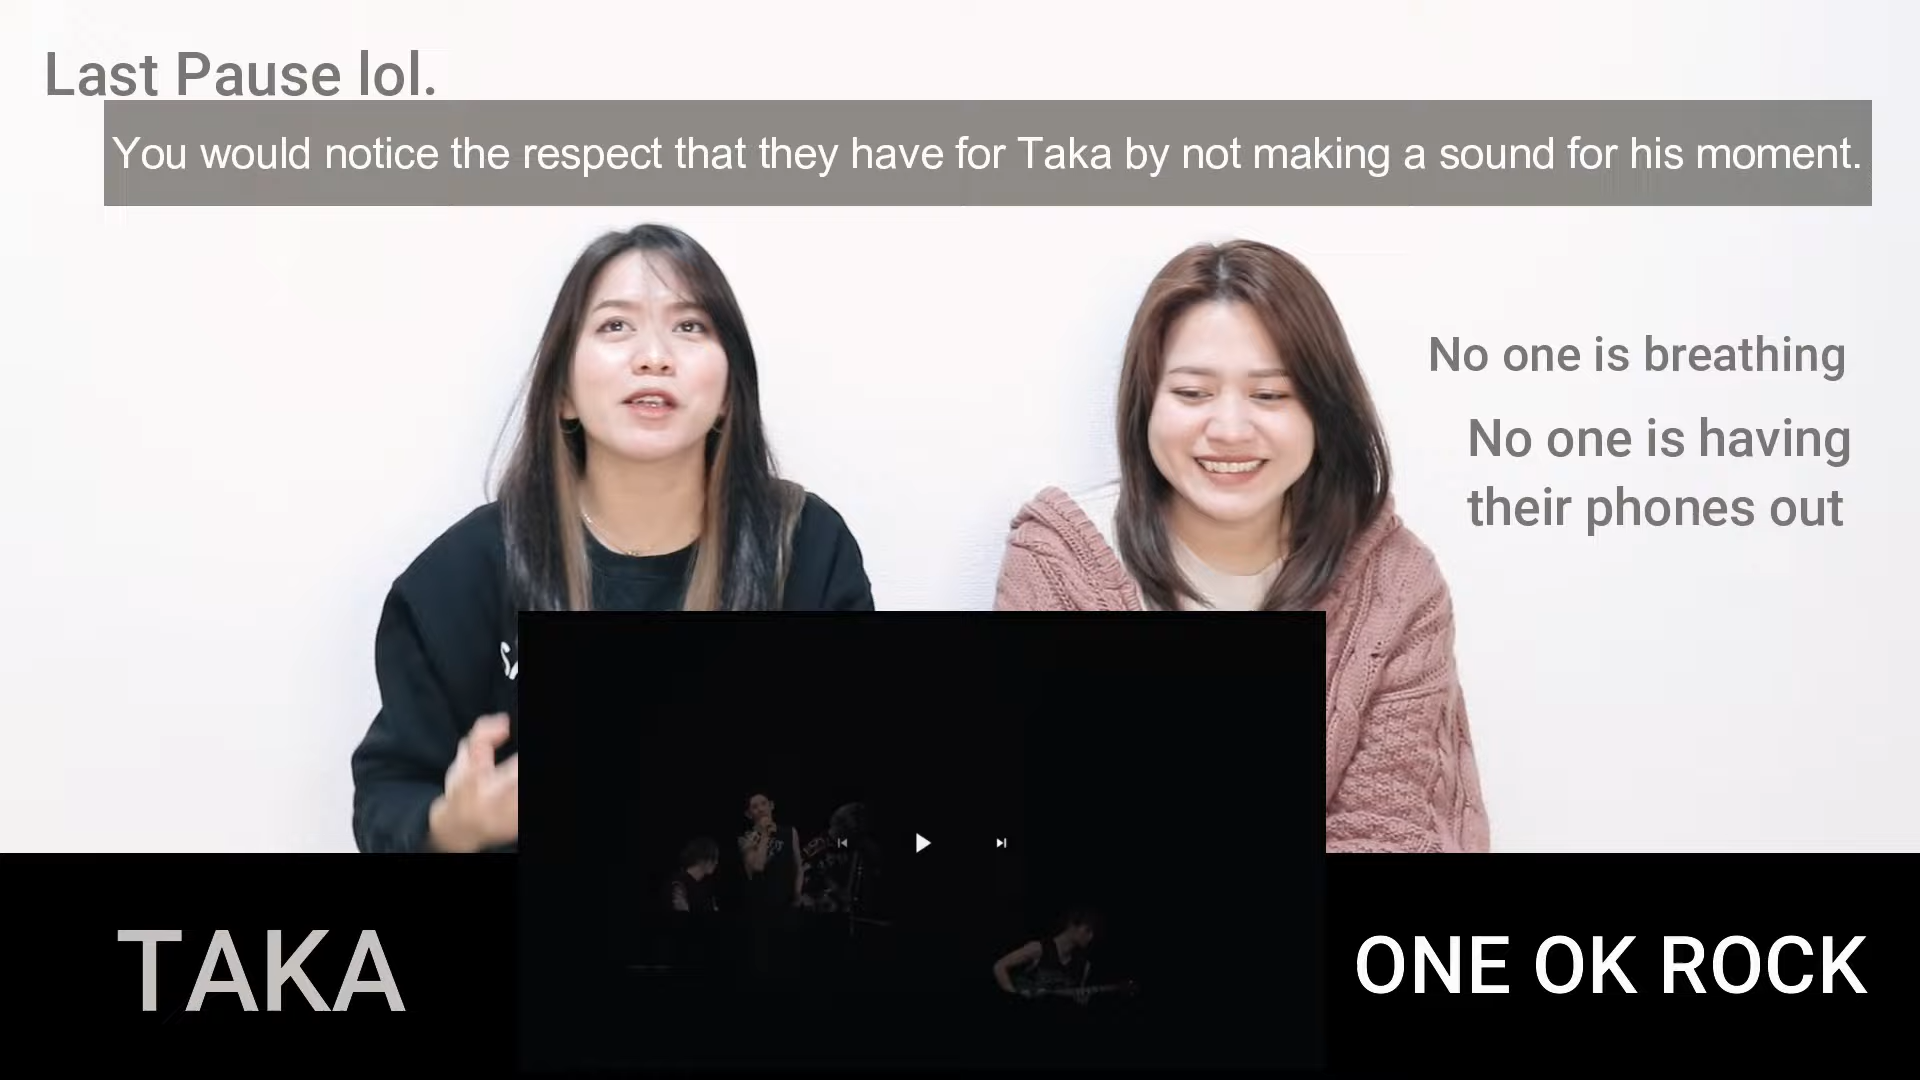 Last Pause lol.
You would notice the respect that they have for Taka by not making a sound for his moment.
No one is breathing
No one is having
their phones out
TAKA
ONE OK ROCK